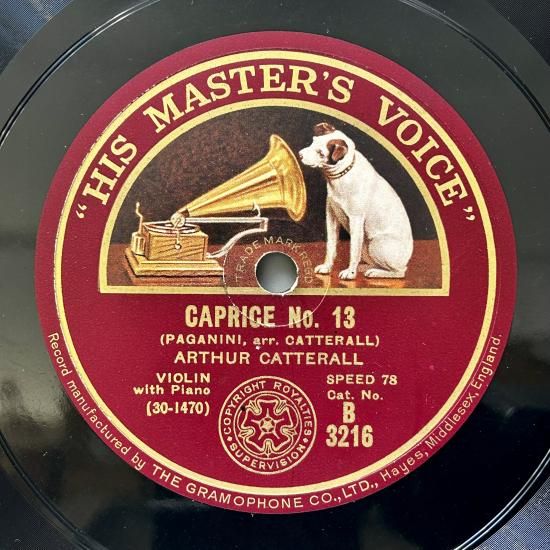 "HIS MASTER'S VOICE"
TRADE MARK REGD
CAPRICE No. 13
(PAGANINI, arr. CATTERALL)
ARTHUR CATTERALL
VIOLIN
with Piano
(30-1470)
COPYRIGHT ROYALTIES
SUPERVISION
SPEED 78
Cat. No.
B
3216
Record manufactured by THE GRAMOPHONE CO., LTD., Hayes, Middlesex, England.